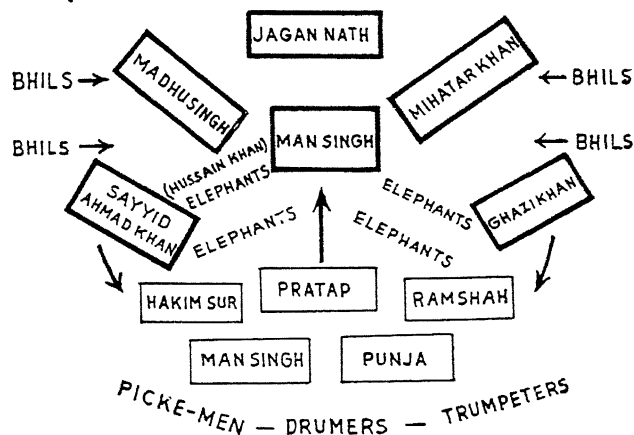 JAGAN NATH
MADHUSINGH
MIHATAR KHAN
BHILS
BHILS
MAN SINGH
BHILS
BHILS
(HUSSAIN KHAN)
ELEPHANTS
SAYYID
AHMAD KHAN
ELEPHANTS
GHAZI KHAN
ELEPHANTS
ELEPHANTS
HAKIM SUR
PRATAP
RAMSHAH
MAN SINGH
PUNJA
PICKE-MEN — DRUMERS — TRUMPETERS